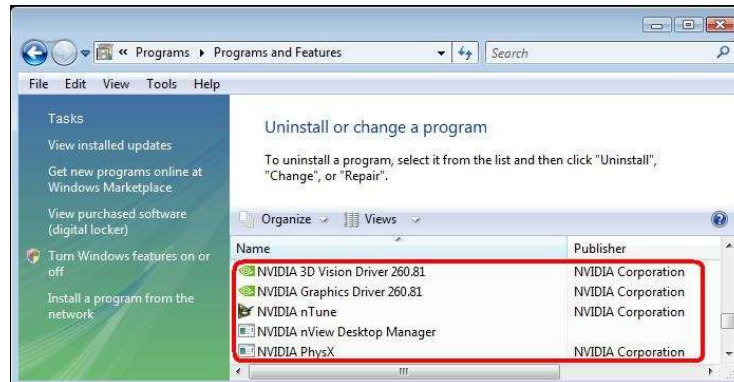 « Programs ▸ Programs and Features
Search
File Edit View Tools Help
Tasks
View installed updates
Get new programs online at
Windows Marketplace
View purchased software
(digital locker)
Turn Windows features on or
off
Install a program from the
network
Uninstall or change a program
To uninstall a program, select it from the list and then click "Uninstall",
"Change", or "Repair".
Organize Views
Name Publisher
NVIDIA 3D Vision Driver 260.81 NVIDIA Corporation
NVIDIA Graphics Driver 260.81 NVIDIA Corporation
NVIDIA nTune NVIDIA Corporation
NVIDIA nView Desktop Manager
NVIDIA PhysX NVIDIA Corporation